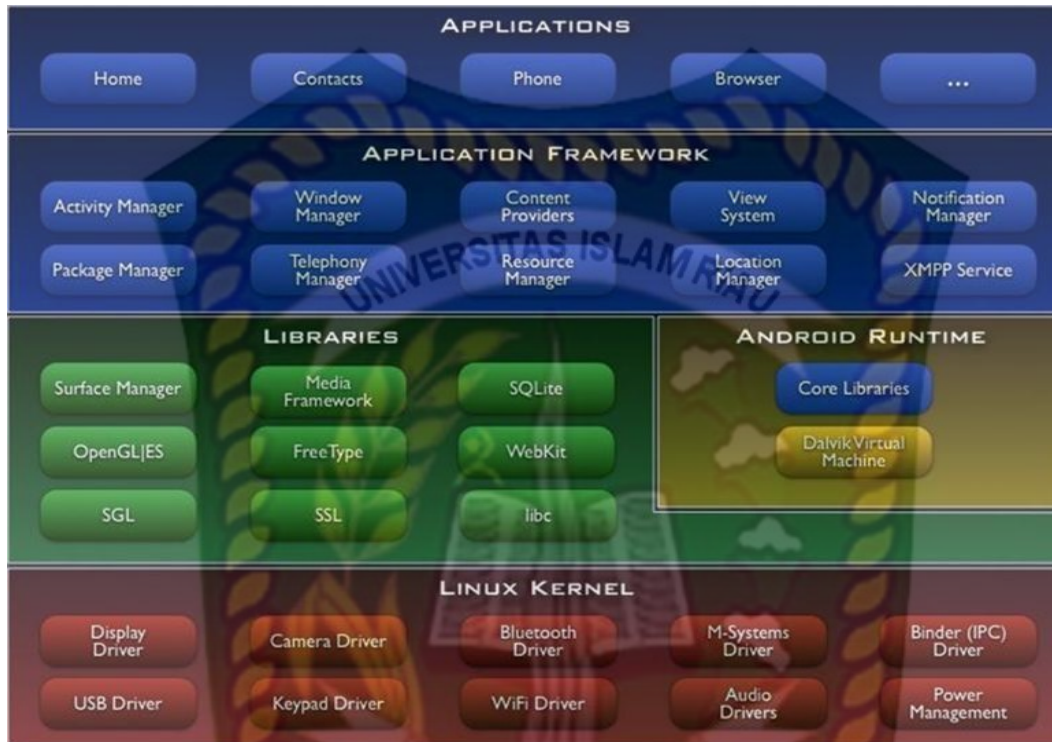 APPLICATIONS
Home
Contacts
Phone
Browser
...
APPLICATION FRAMEWORK
Activity Manager
Window
Manager
Content
Providers
View
System
Notification
Manager
Package Manager
Telephony
Manager
Resource
Manager
Location
Manager
XMPP Service
UNIVERSITAS ISLAM RIAU
LIBRARIES
Surface Manager
Media
Framework
SQLite
OpenGL|ES
FreeType
WebKit
SGL
SSL
libc
ANDROID RUNTIME
Core Libraries
Dalvik Virtual
Machine
LINUX KERNEL
Display
Driver
Camera Driver
Bluetooth
Driver
M-Systems
Driver
Binder (IPC)
Driver
USB Driver
Keypad Driver
WiFi Driver
Audio
Drivers
Power
Management